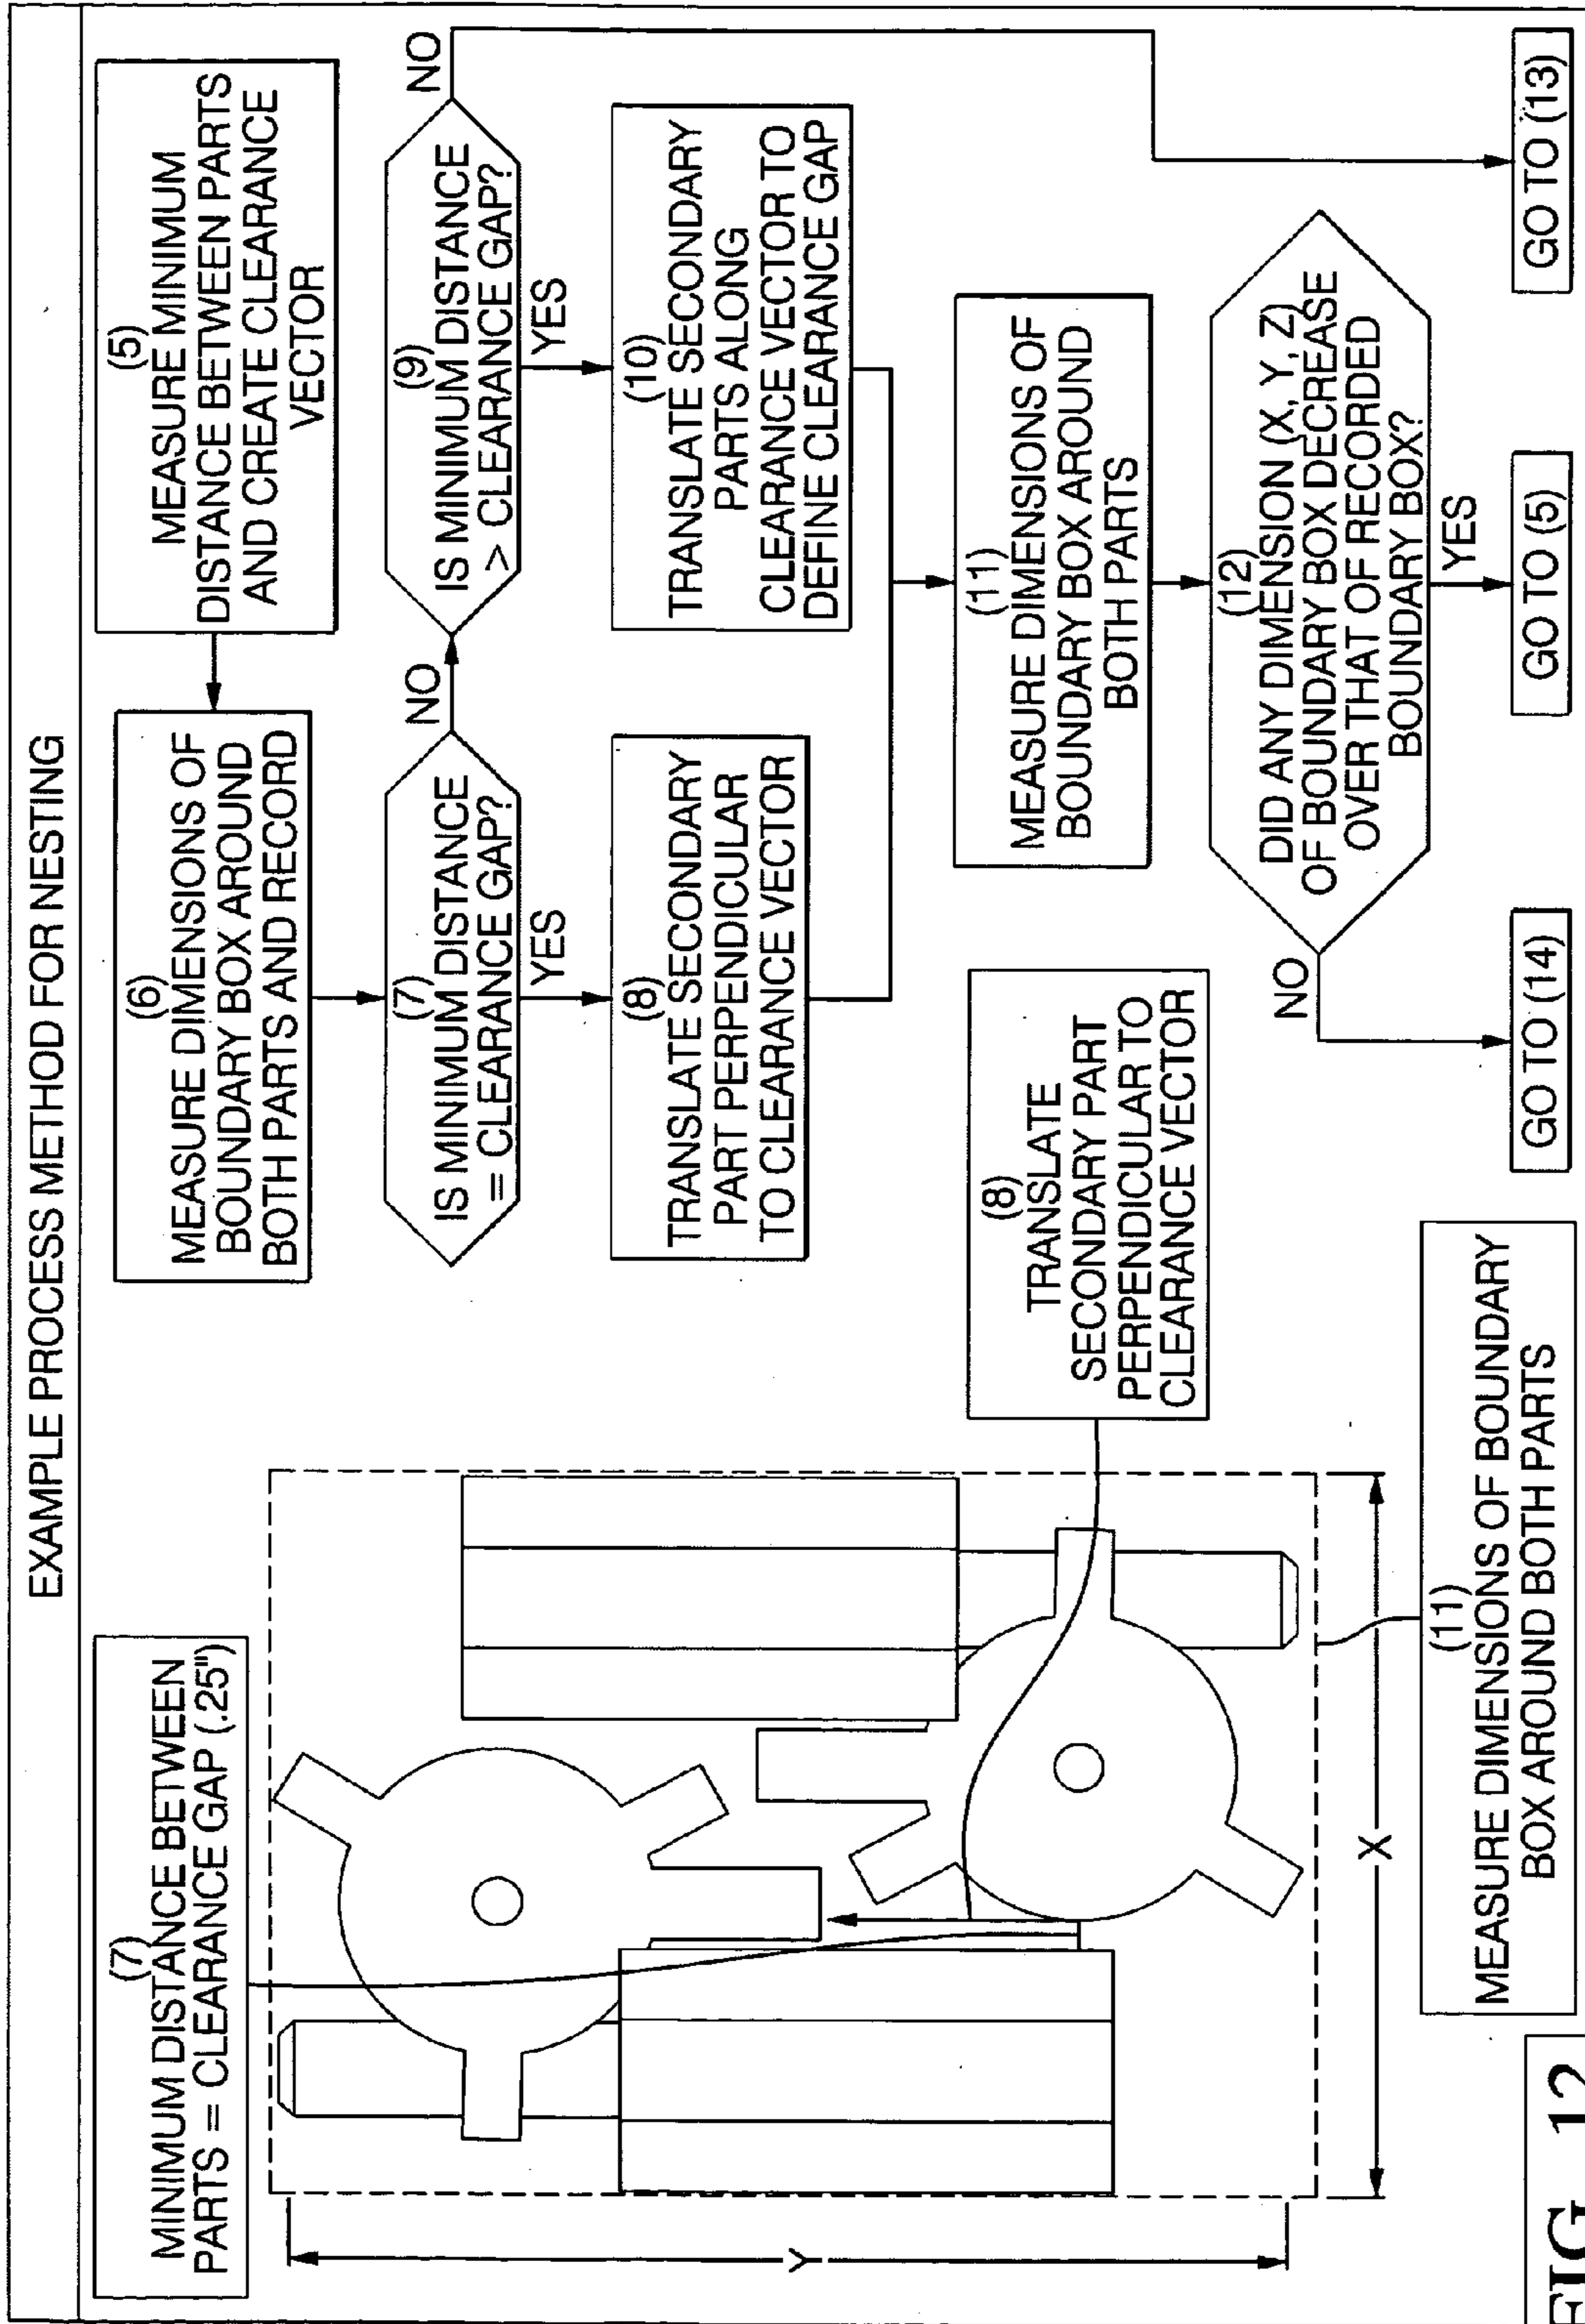 EXAMPLE PROCESS METHOD FOR NESTING
(7)
MINIMUM DISTANCE BETWEEN
PARTS = CLEARANCE GAP (.25")
Y
X
(8)
TRANSLATE
SECONDARY PART
PERPENDICULAR TO
CLEARANCE VECTOR
(11)
MEASURE DIMENSIONS OF BOUNDARY
BOX AROUND BOTH PARTS
(5)
MEASURE MINIMUM
DISTANCE BETWEEN PARTS
AND CREATE CLEARANCE
VECTOR
(6)
MEASURE DIMENSIONS OF
BOUNDARY BOX AROUND
BOTH PARTS AND RECORD
(7)
IS MINIMUM DISTANCE
= CLEARANCE GAP?
NO
YES
(9)
IS MINIMUM DISTANCE
> CLEARANCE GAP?
NO
YES
(8)
TRANSLATE SECONDARY
PART PERPENDICULAR
TO CLEARANCE VECTOR
(10)
TRANSLATE SECONDARY
PARTS ALONG
CLEARANCE VECTOR TO
DEFINE CLEARANCE GAP
(11)
MEASURE DIMENSIONS OF
BOUNDARY BOX AROUND
BOTH PARTS
(12)
DID ANY DIMENSION (X, Y, Z)
OF BOUNDARY BOX DECREASE
OVER THAT OF RECORDED
BOUNDARY BOX?
NO
YES
GO TO (14)
GO TO (5)
GO TO (13)
FIG 12